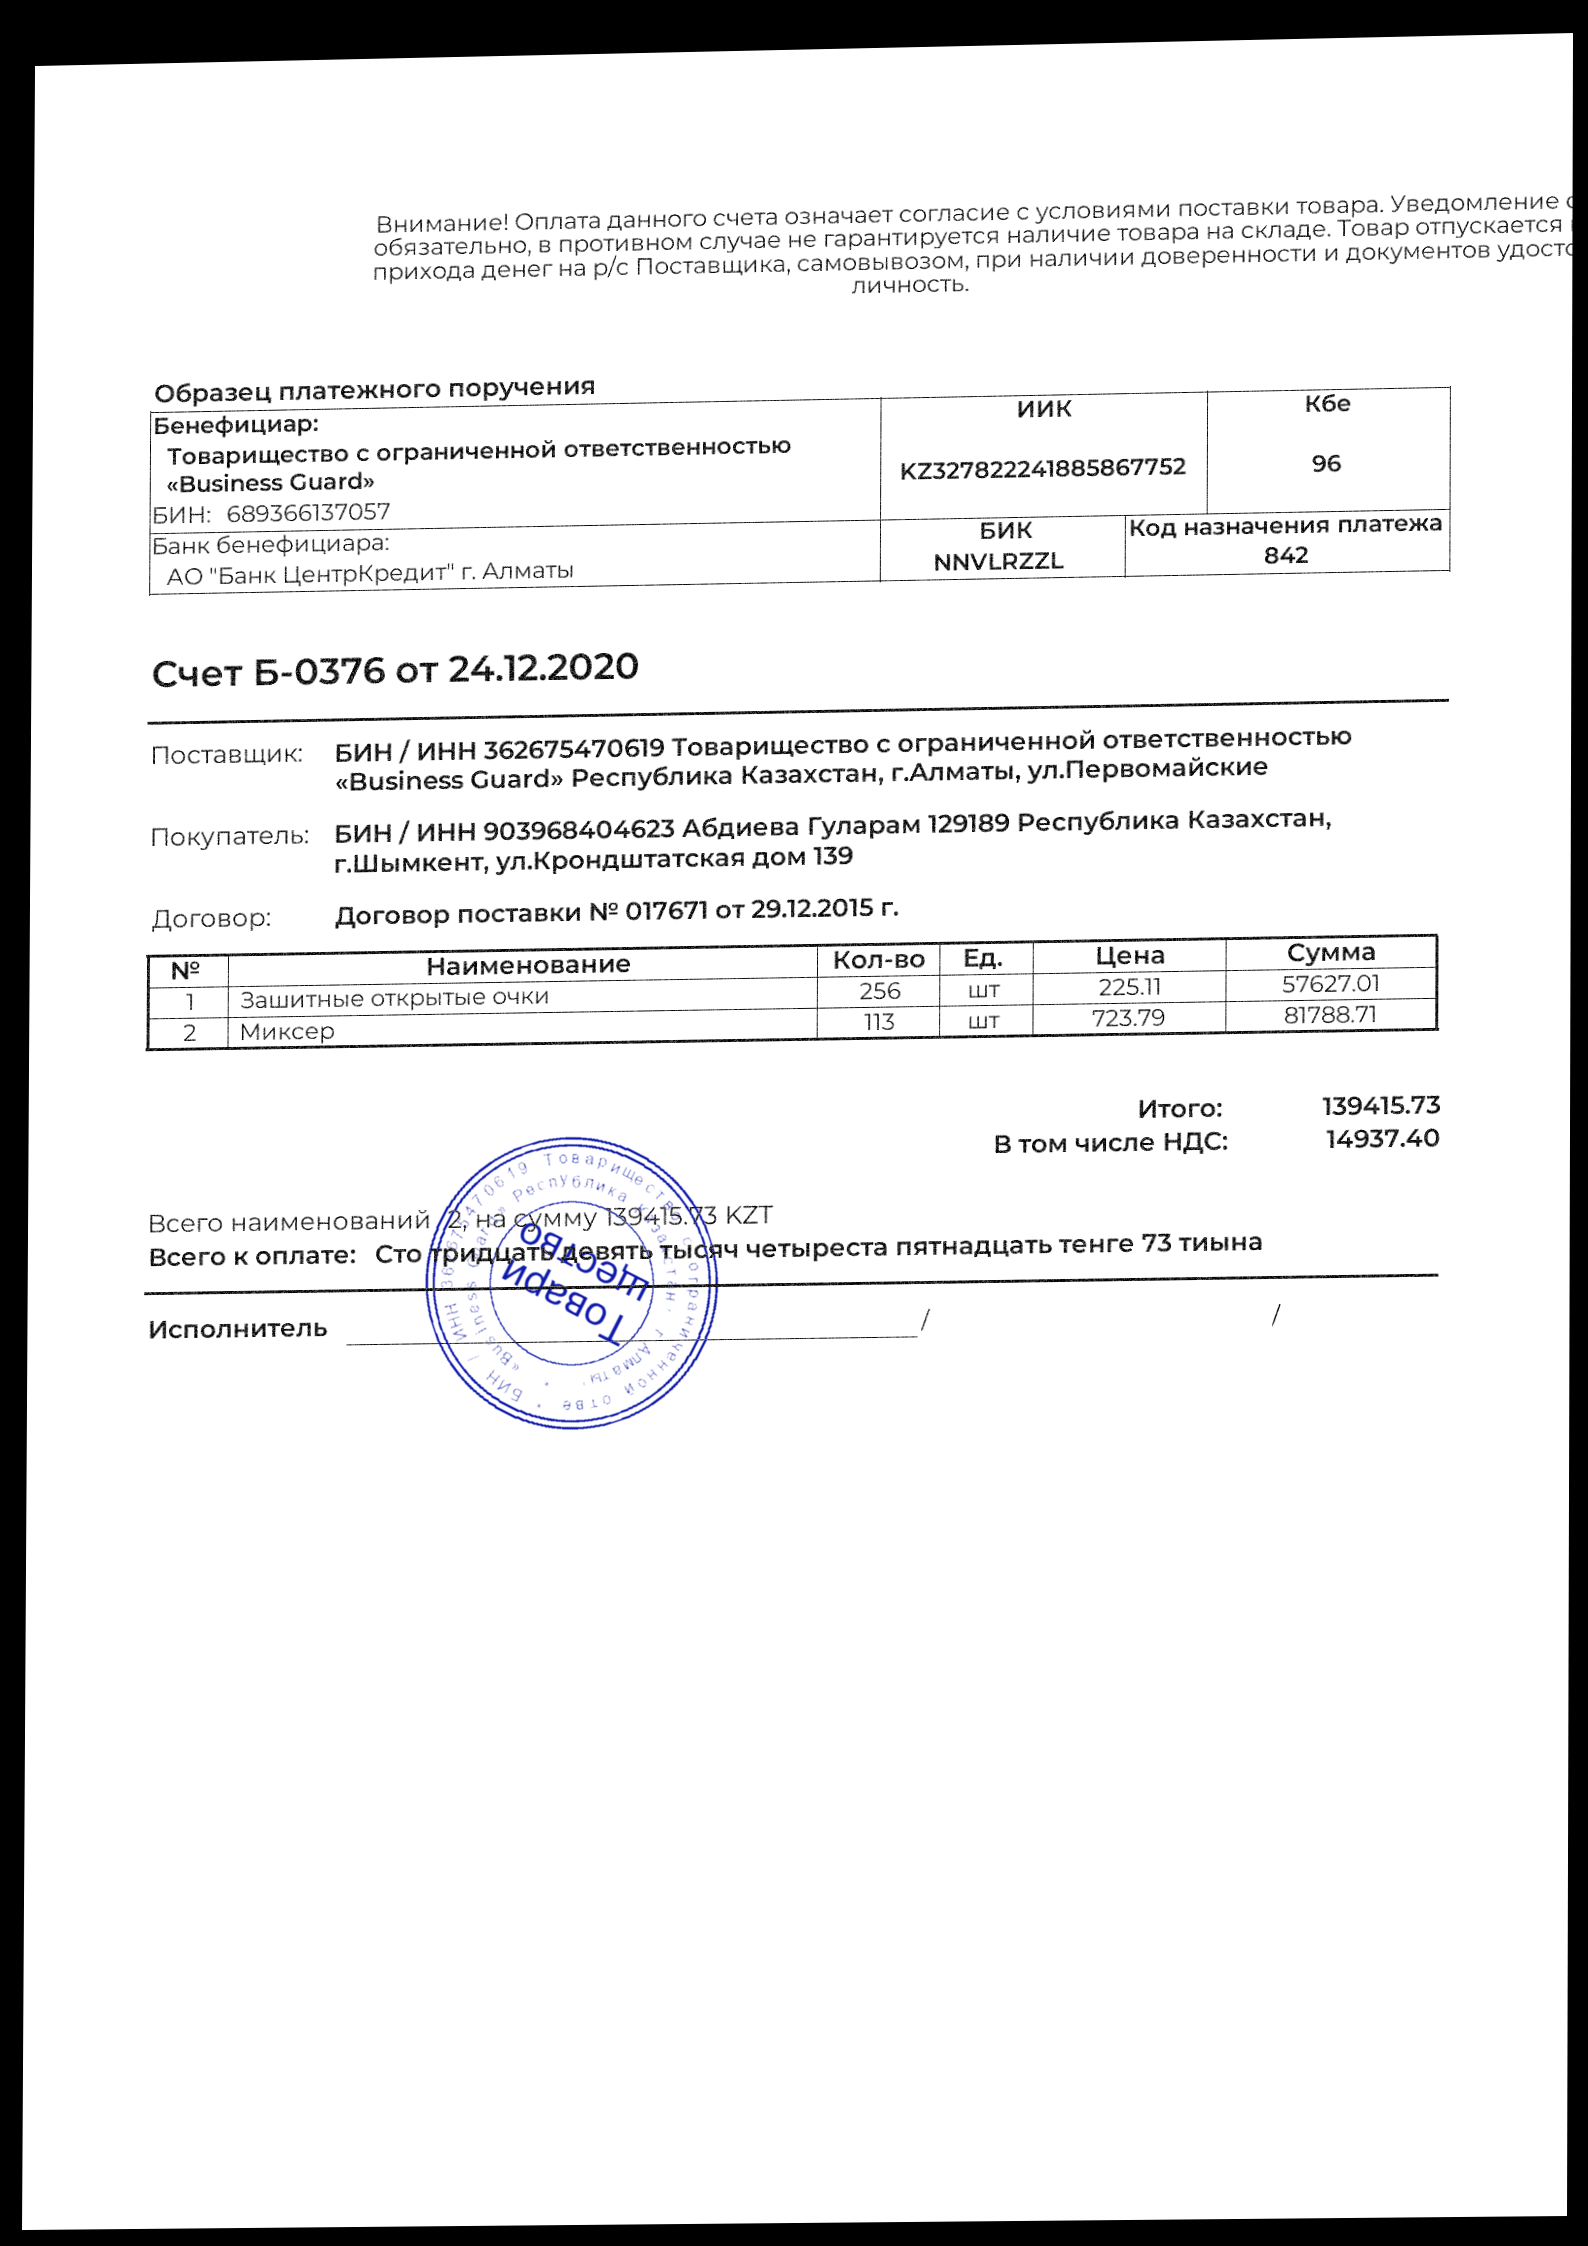 Внимание! Оплата данного счета означает согласие с условиями поставки товара. Уведомление
обязательно, в противном случае не гарантируется наличие товара на складе. Товар отпускается
прихода денег на р/с Поставщика, самовывозом, при наличии доверенности и документов
личность.
Образец платежного поручения
Бенефициар: ИИК Кбе
Товарищество с ограниченной ответственностью
«Business Guard» KZ327822241885867752 96
БИН: 689366137057
Банк бенефициара: БИК Код назначения платежа
АО "Банк ЦентрКредит" г. Алматы NNVLRZZL 842
Счет Б-0376 от 24.12.2020
Поставщик: БИН / ИНН 362675470619 Товарищество с ограниченной ответственностью
«Business Guard» Республика Казахстан, г.Алматы, ул.Первомайские
Покупатель: БИН / ИНН 903968404623 Абдиева Гуларам 129189 Республика Казахстан,
г.Шымкент, ул.Крондштатская дом 139
Договор: Договор поставки № 017671 от 29.12.2015 г.
№ Наименование Кол-во Ед. Цена Сумма
1 Зашитные открытые очки 256 шт 225.11 57627.01
2 Миксер 113 шт 723.79 81788.71
Итого: 139415.73
В том числе НДС: 14937.40
Всего наименований 2, на сумму 139415.73 KZT
Всего к оплате: Сто тридцать девять тысяч четыреста пятнадцать тенге 73 тиына
Исполнитель / /
БИН / ИНН 362675470619 Товарищество с ограниченной отве
«Business Guard» Республика Казахстан, г.Алматы,
Товари
щество